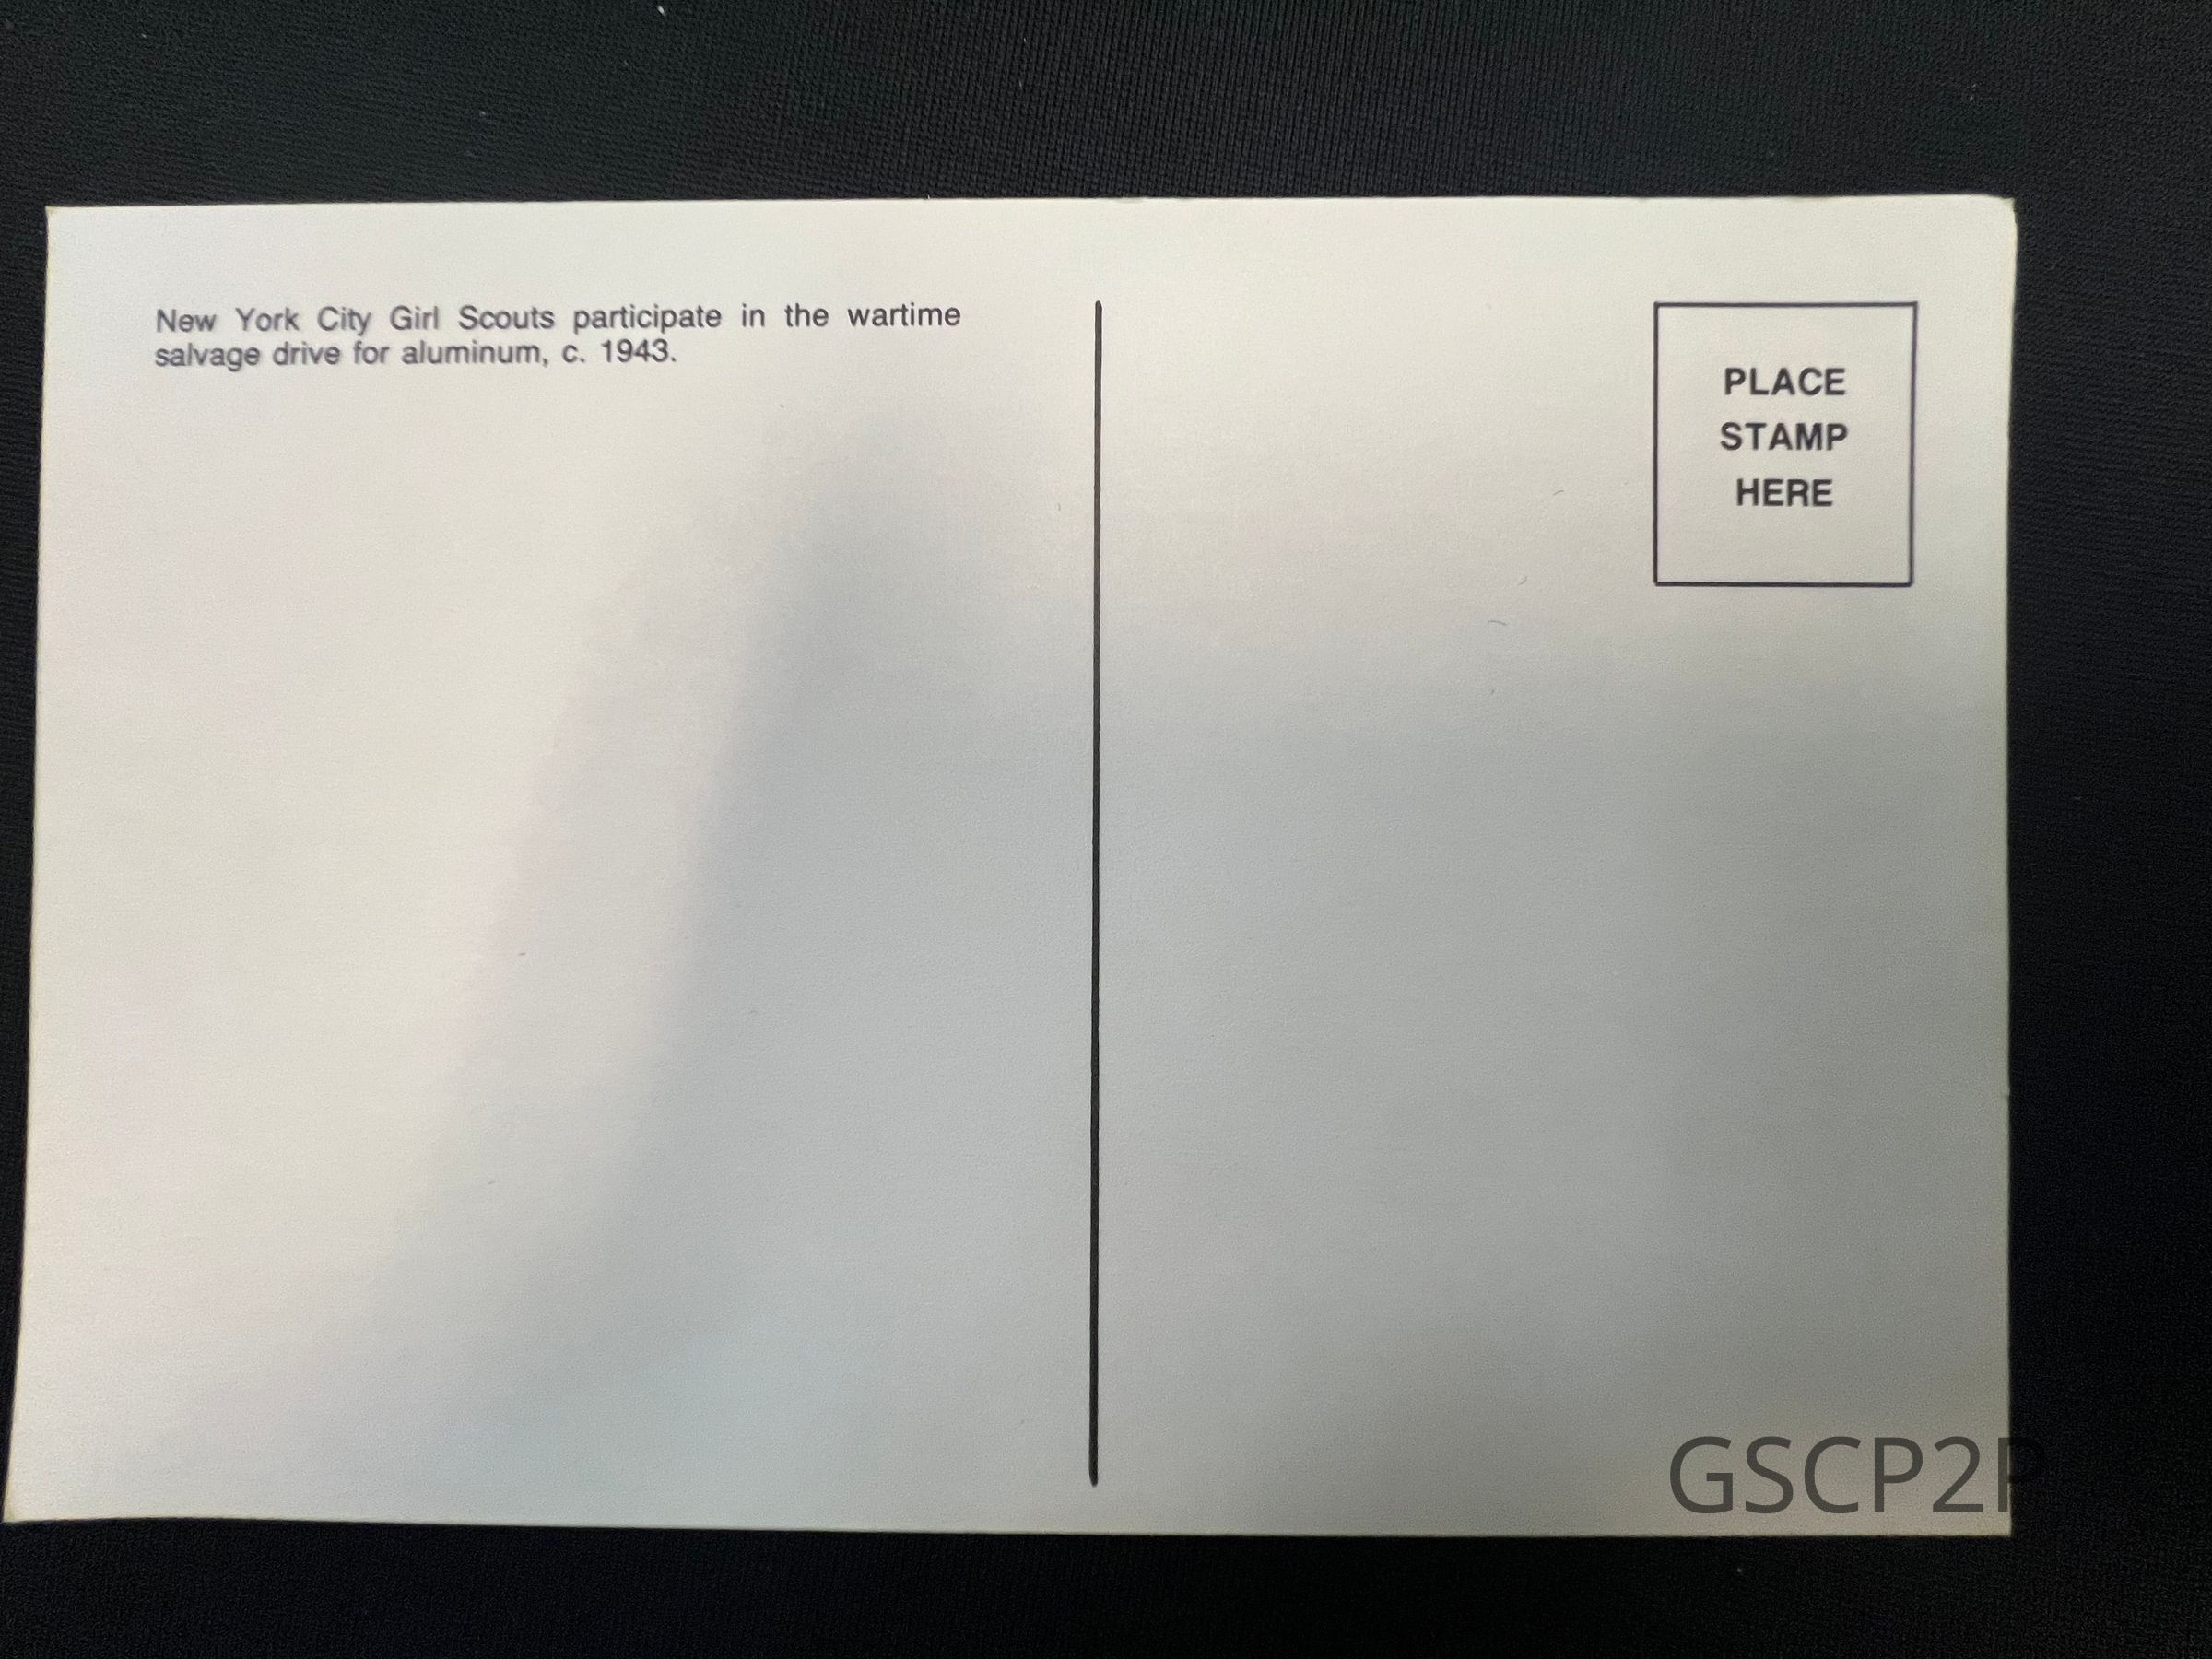 New York City Girl Scouts participate in the wartime
salvage drive for aluminum, c. 1943.
PLACE
STAMP
HERE
GSCP2P